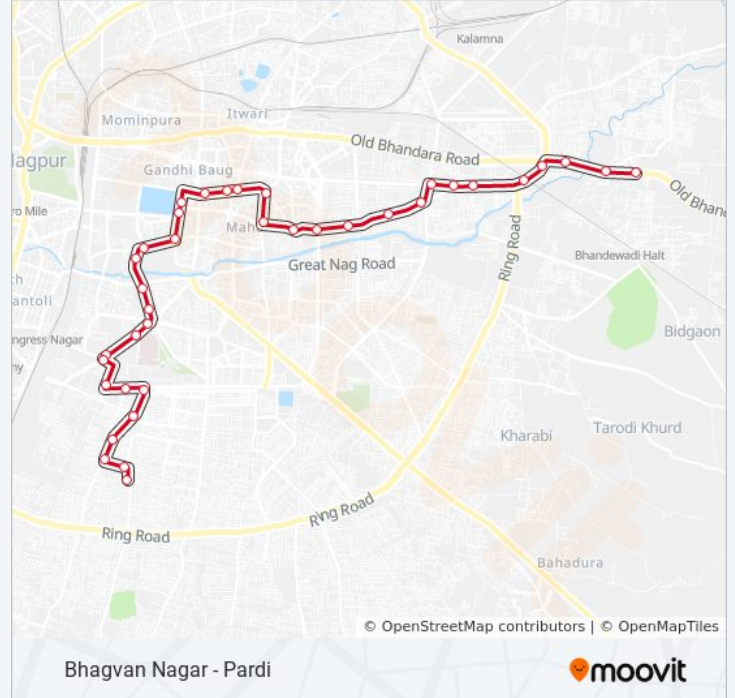 Kalamna
Mominpura
Itwari
Old Bhandara Road
lagpur
Gandhi Baug
Old Bhand
ro Mile
Mah
Ring Road
Great Nag Road
Bhandewadi Halt
antoli
ngress Nagar
Bidgaon
ny
Tarodi Khurd
Kharabi
Ring Road
Ring Road
Bahadura
© OpenStreetMap contributors | © OpenMapTiles
Bhagvan Nagar - Pardi
moovit